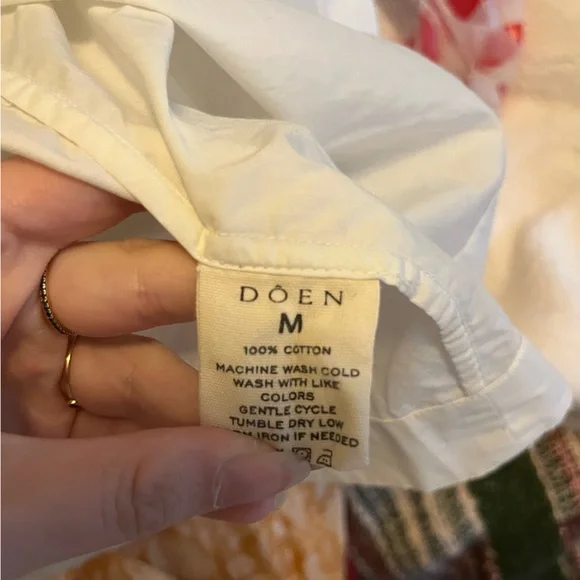 DÔEN
M
100% COTTON
MACHINE WASH COLD
WASH WITH LIKE
COLORS
GENTLE CYCLE
TUMBLE DRY LOW
IRON IF NEEDED